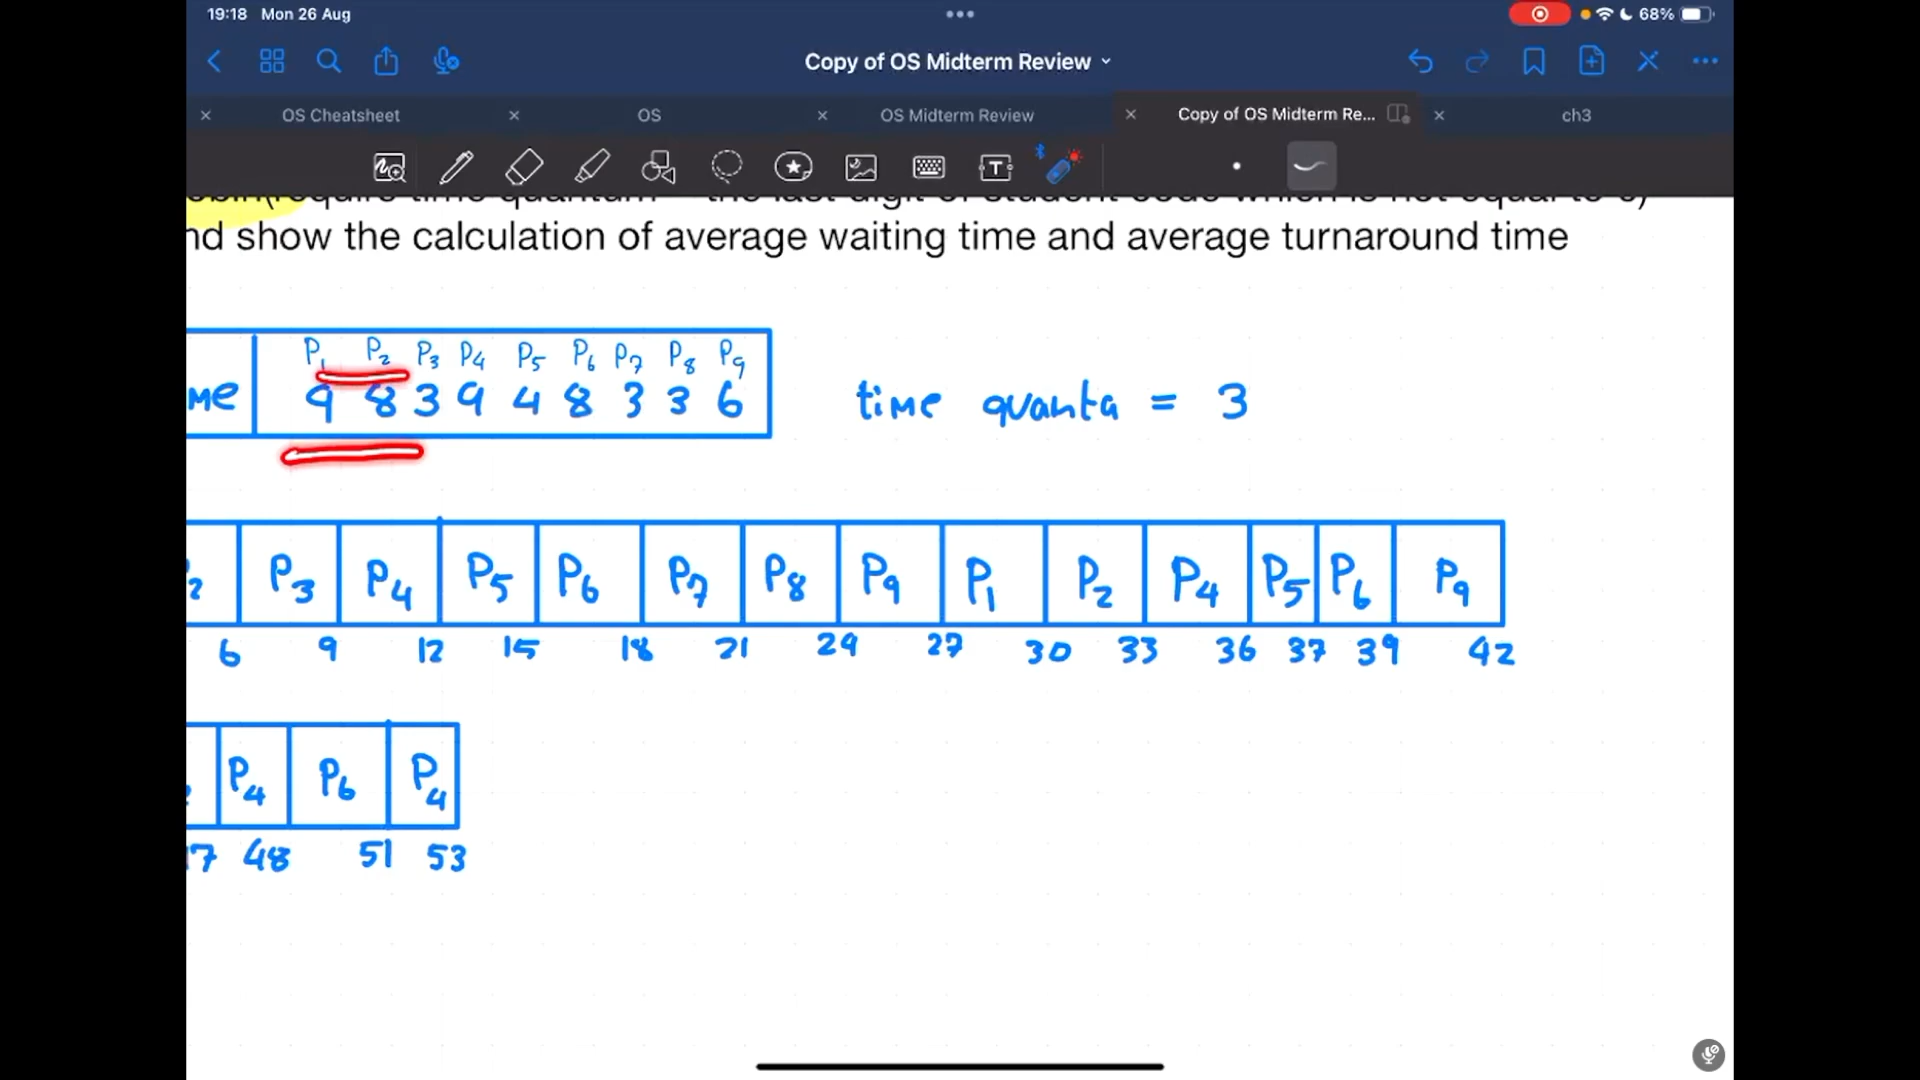 19:18 Mon 26 Aug
68%
Copy of OS Midterm Review
OS Cheatsheet
OS
OS Midterm Review
Copy of OS Midterm Re...
ch3
nd show the calculation of average waiting time and average turnaround time
P1 P2 P3 P4 P5 P6 P7 P8 P9
me 9 8 3 9 4 8 3 3 6
time quanta = 3
2 P3 P4 P5 P6 P7 P8 P9 P1 P2 P4 P5 P6 P9
6 9 12 15 18 21 24 27 30 33 36 37 39 42
P4 P6 P4
7 48 51 53